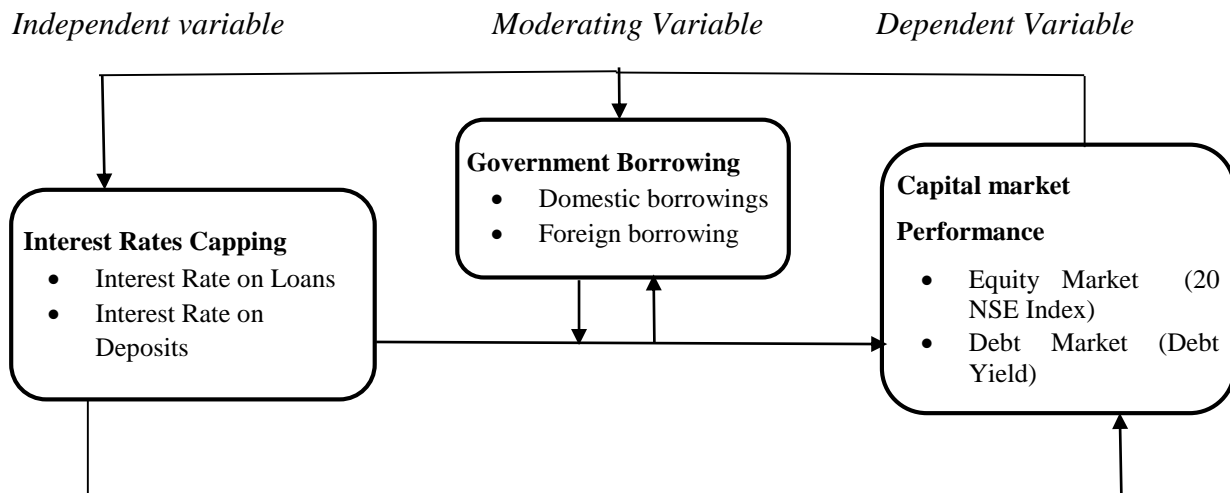 Independent variable
Moderating Variable
Dependent Variable
Government Borrowing
• Domestic borrowings
• Foreign borrowing
Interest Rates Capping
• Interest Rate on Loans
• Interest Rate on
Deposits
Capital market
Performance
• Equity Market (20
NSE Index)
• Debt Market (Debt
Yield)